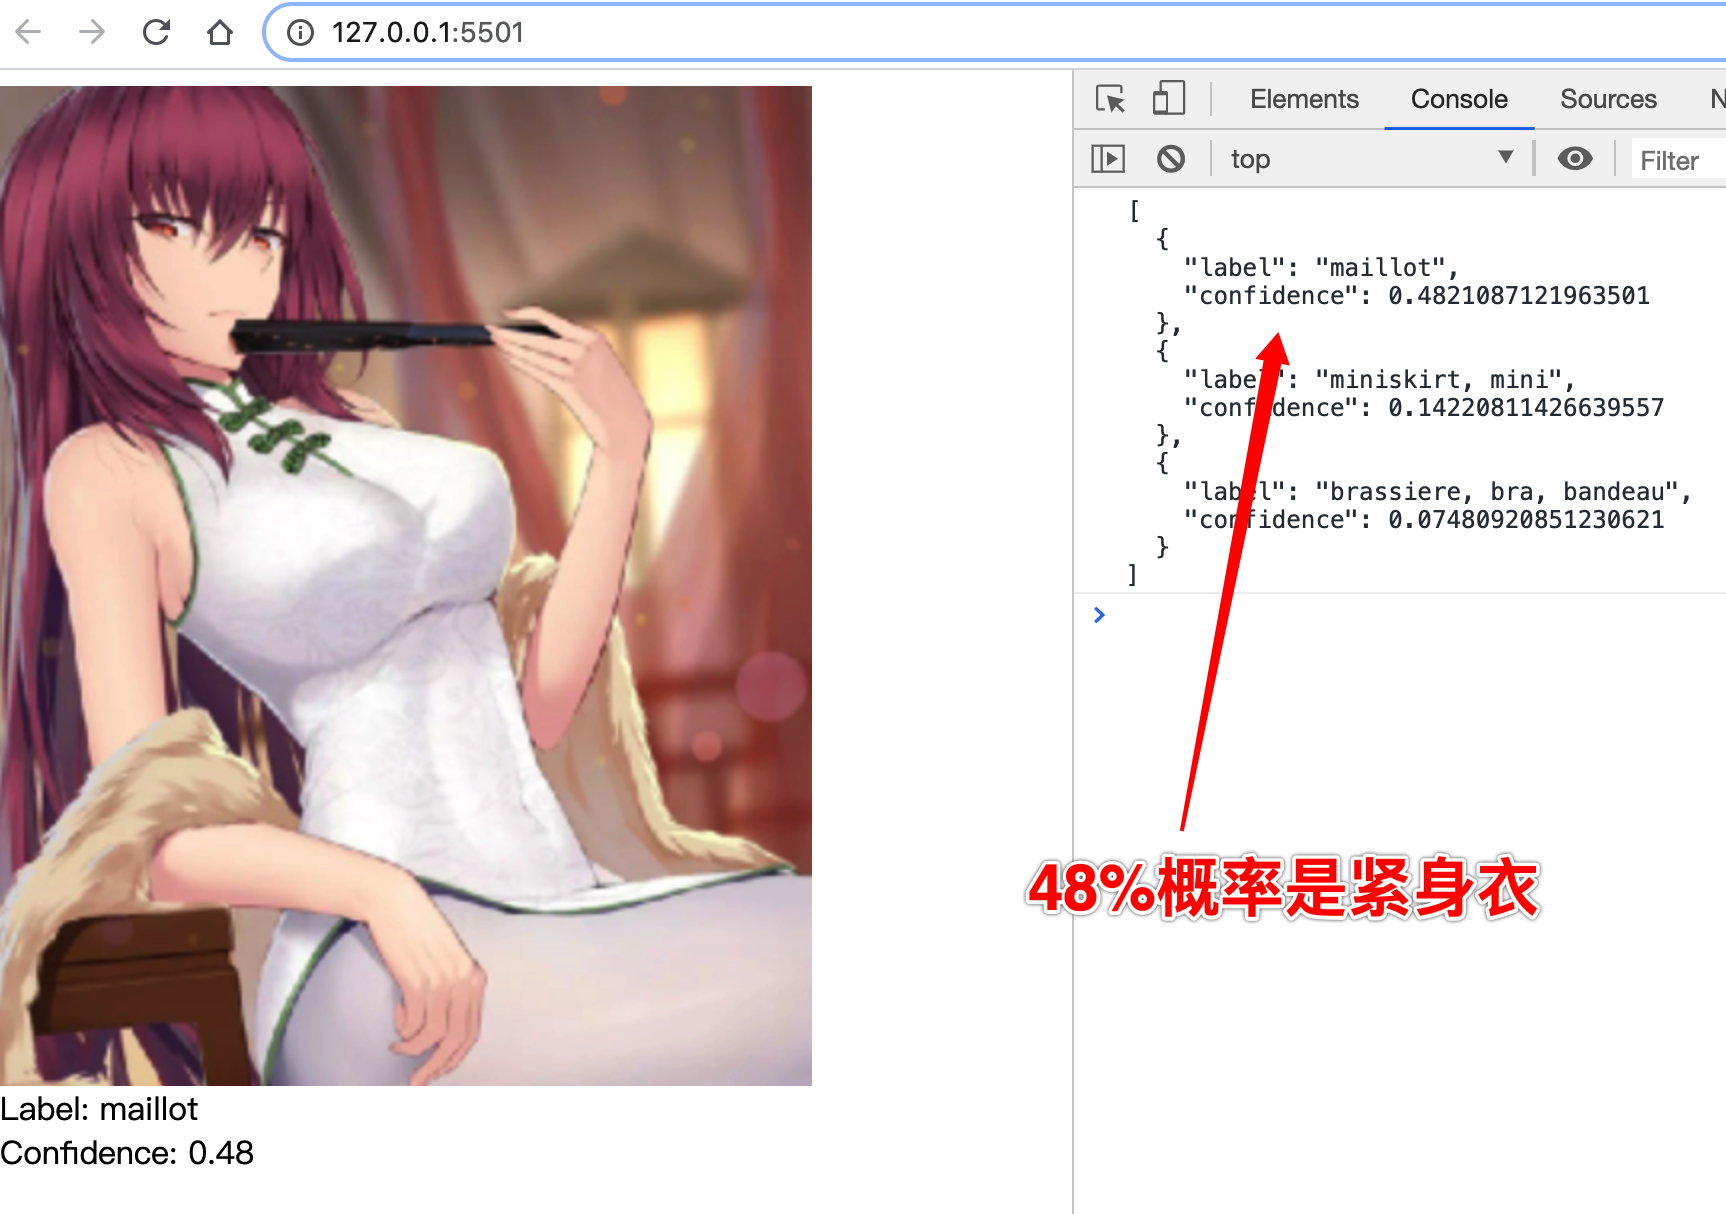 127.0.0.1:5501
Elements Console Sources
top Filter
[
{
"label": "maillot",
"confidence": 0.4821087121963501
},
{
"label": "miniskirt, mini",
"confidence": 0.14220811426639557
},
{
"label": "brassiere, bra, bandeau",
"confidence": 0.07480920851230621
}
]
48%概率是紧身衣
Label: maillot
Confidence: 0.48